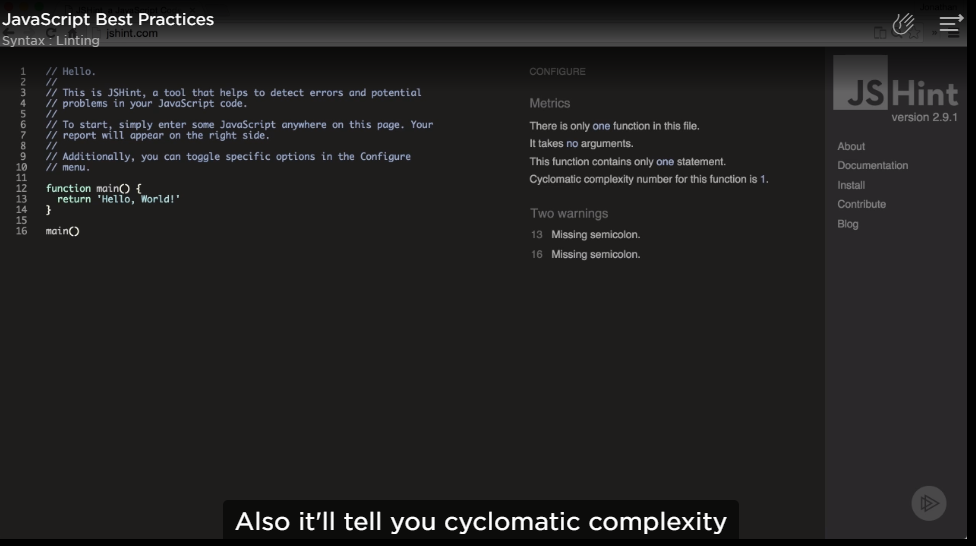 JavaScript Best Practices
Syntax : Linting
jshint.com
1 // Hello.
2 //
3 // This is JSHint, a tool that helps to detect errors and potential
4 // problems in your JavaScript code.
5 //
6 // To start, simply enter some JavaScript anywhere on this page. Your
7 // report will appear on the right side.
8 //
9 // Additionally, you can toggle specific options in the Configure
10 // menu.
11
12 function main() {
13 return 'Hello, World!'
14 }
15
16 main()
CONFIGURE
Metrics
There is only one function in this file.
It takes no arguments.
This function contains only one statement.
Cyclomatic complexity number for this function is 1.
Two warnings
13 Missing semicolon.
16 Missing semicolon.
JSHint
version 2.9.1
About
Documentation
Install
Contribute
Blog
Also it'll tell you cyclomatic complexity